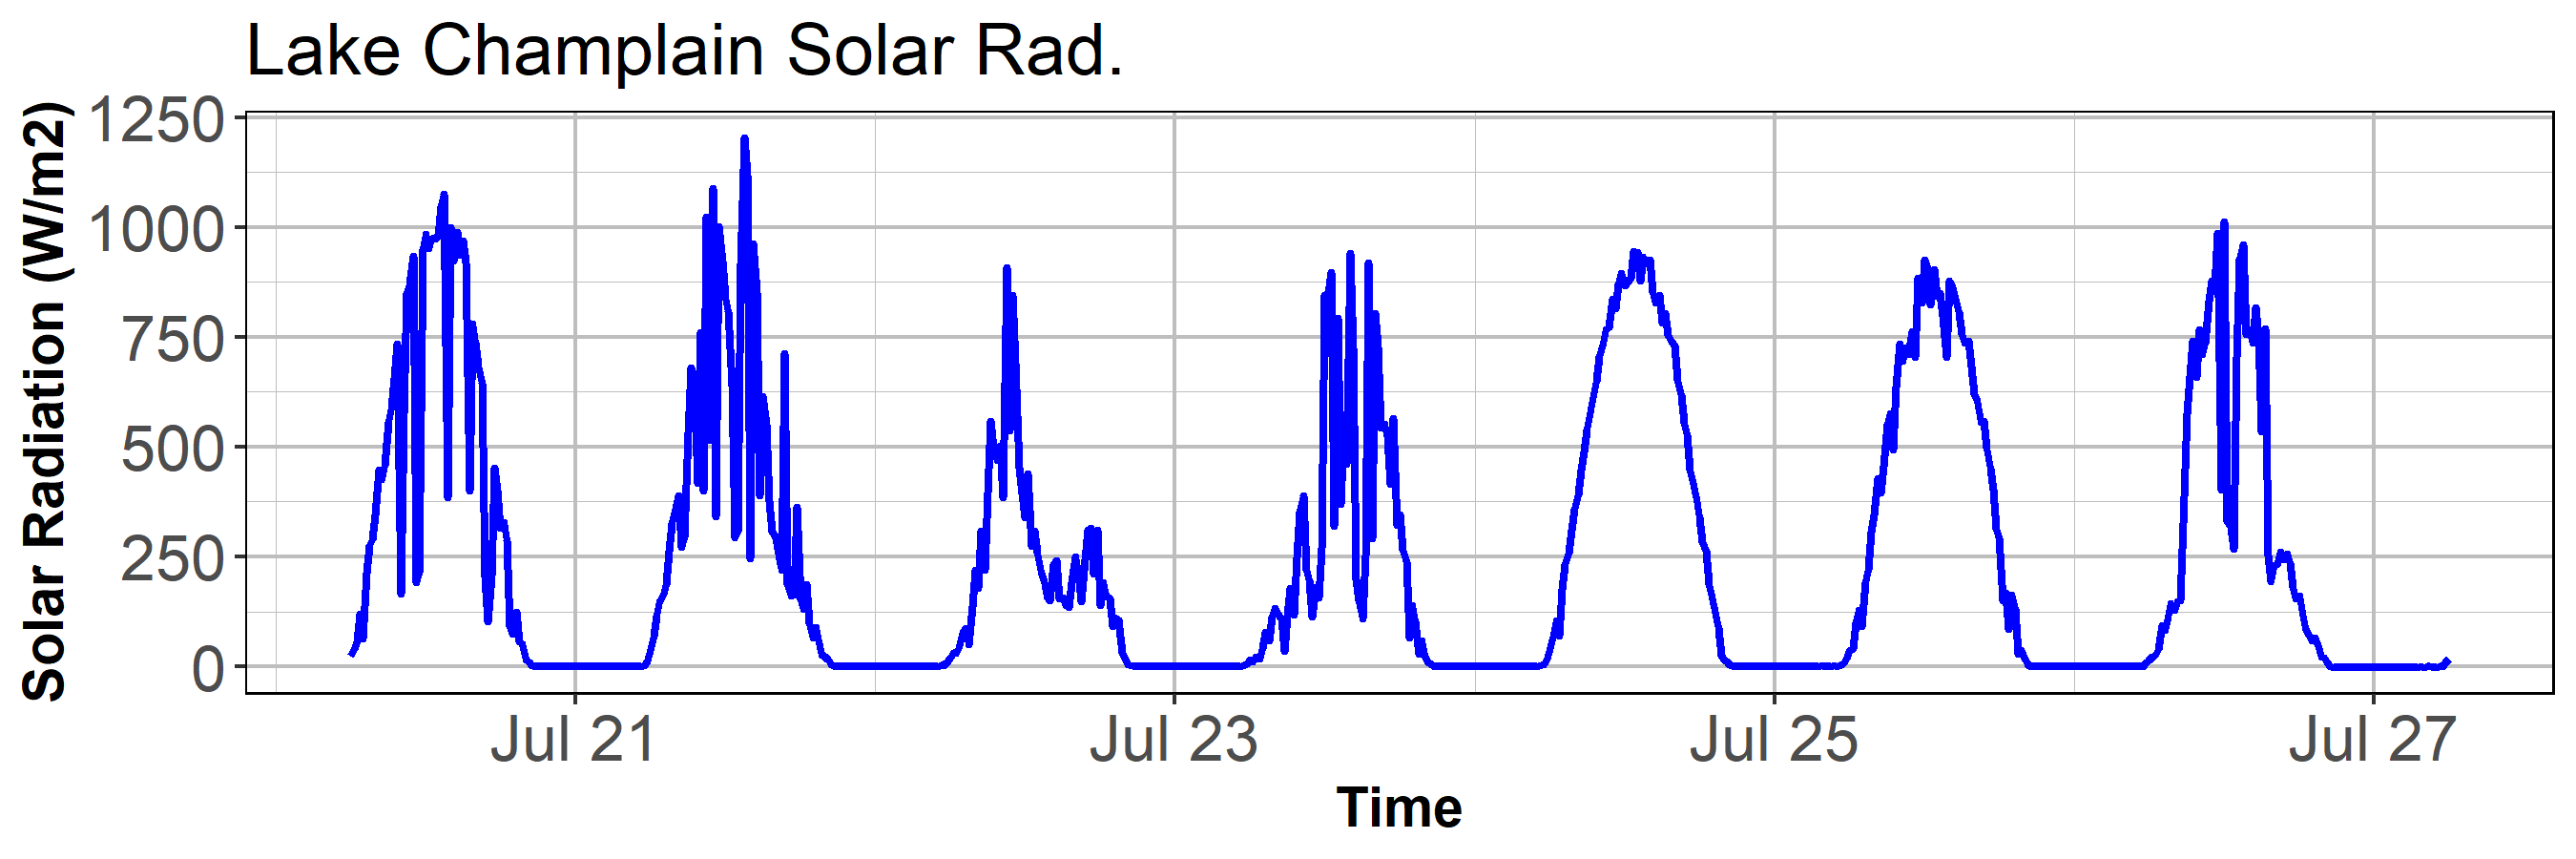 Lake Champlain Solar Rad.
Solar Radiation (W/m2)
1250
1000
750
500
250
0
Jul 21 Jul 23 Jul 25 Jul 27
Time